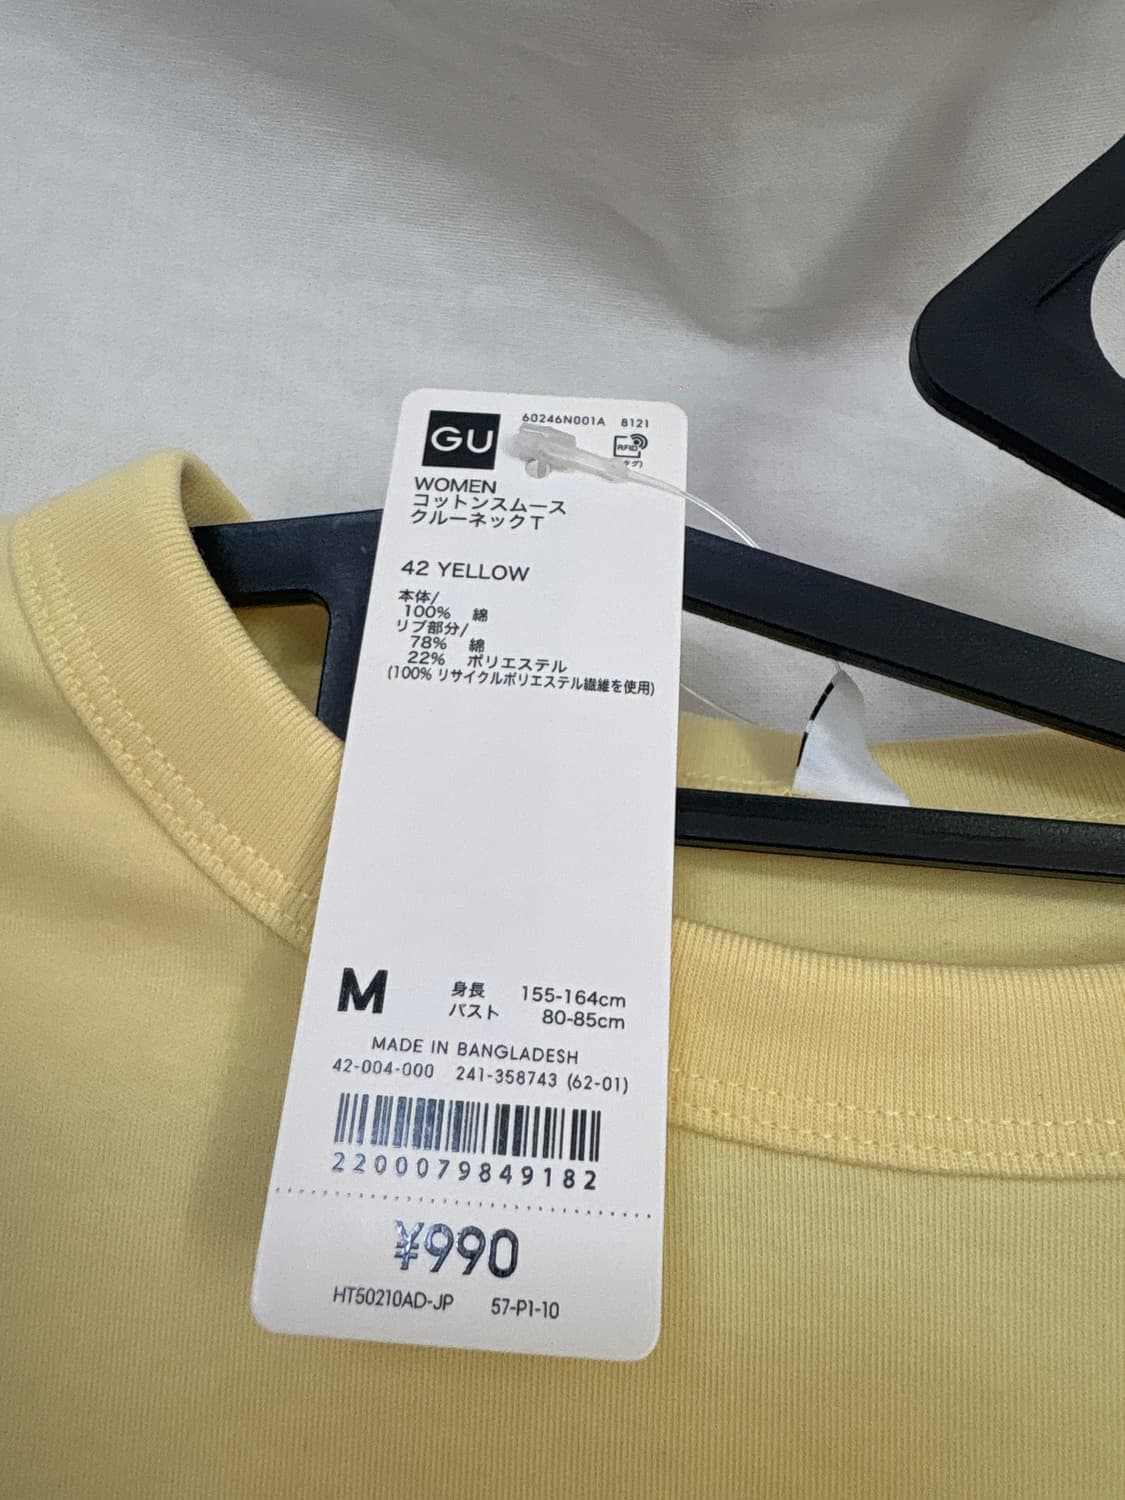 GU
60246N001A 8121
RFID
タグ)
WOMEN
コットンスムース
クルーネックT
42 YELLOW
本体/
100% 綿
リブ部分/
78% 綿
22% ポリエステル
(100% リサイクルポリエステル繊維を使用)
M 身長 155-164cm
バスト 80-85cm
MADE IN BANGLADESH
42-004-000 241-358743 (62-01)
2200079849182
¥990
HT50210AD-JP 57-P1-10